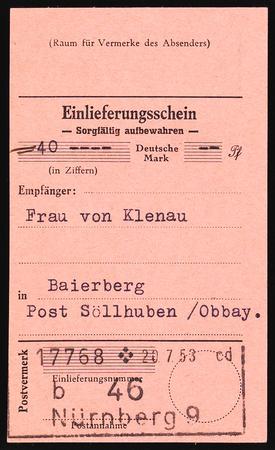 (Raum für Vermerke des Absenders)
Einlieferungsschein
— Sorgfältig aufbewahren —
—40 ---- Deutsche Mark -- Pf
(in Ziffern)
Empfänger:
Frau von Klenau
in Baierberg
Post Söllhuben /Obbay.
Postvermerk
17768 20 7.53 cd
Einlieferungsnummer
b 46
Nürnberg 9
Postannahme